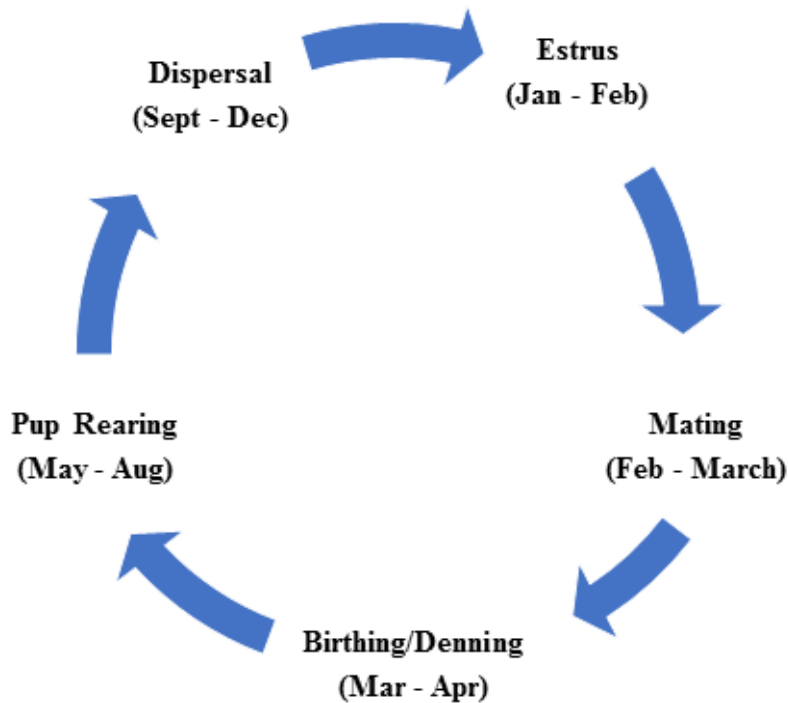 Estrus
(Jan - Feb)
Mating
(Feb - March)
Birthing/Denning
(Mar - Apr)
Pup Rearing
(May - Aug)
Dispersal
(Sept - Dec)